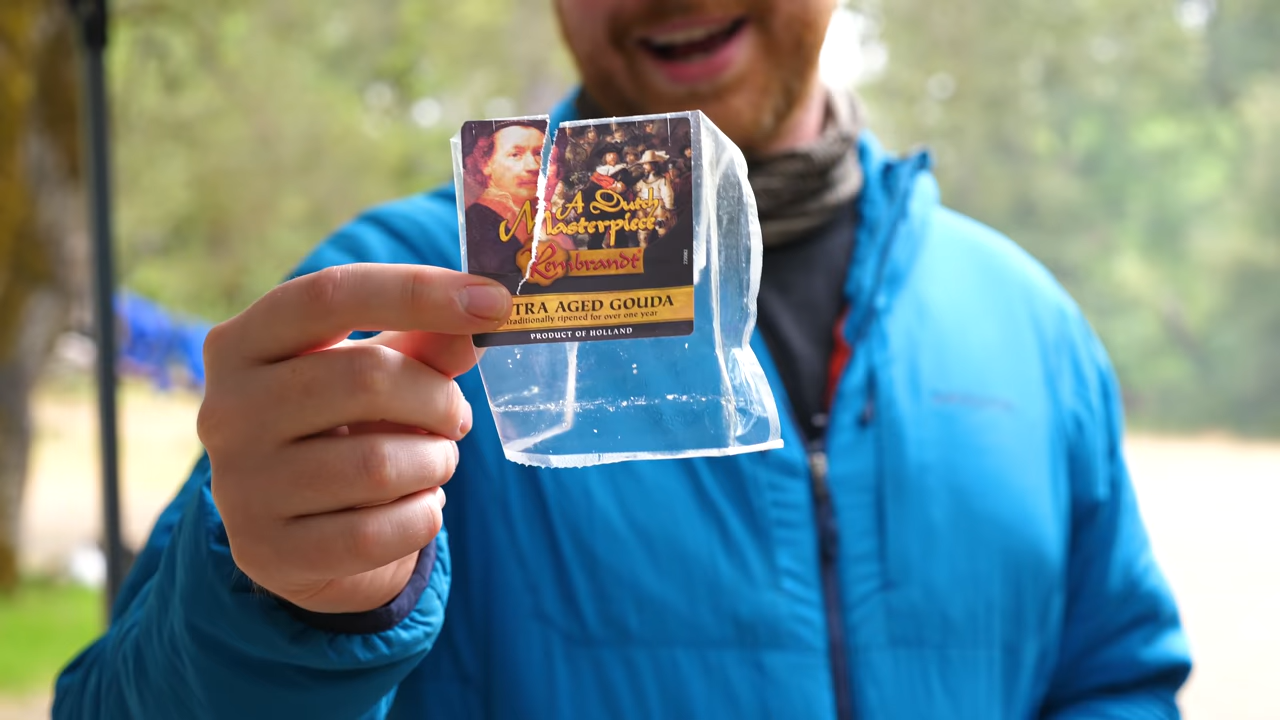 A Dutch
Masterpiece
Rembrandt
TRA AGED GOUDA
Traditionally ripened for over one year
PRODUCT OF HOLLAND